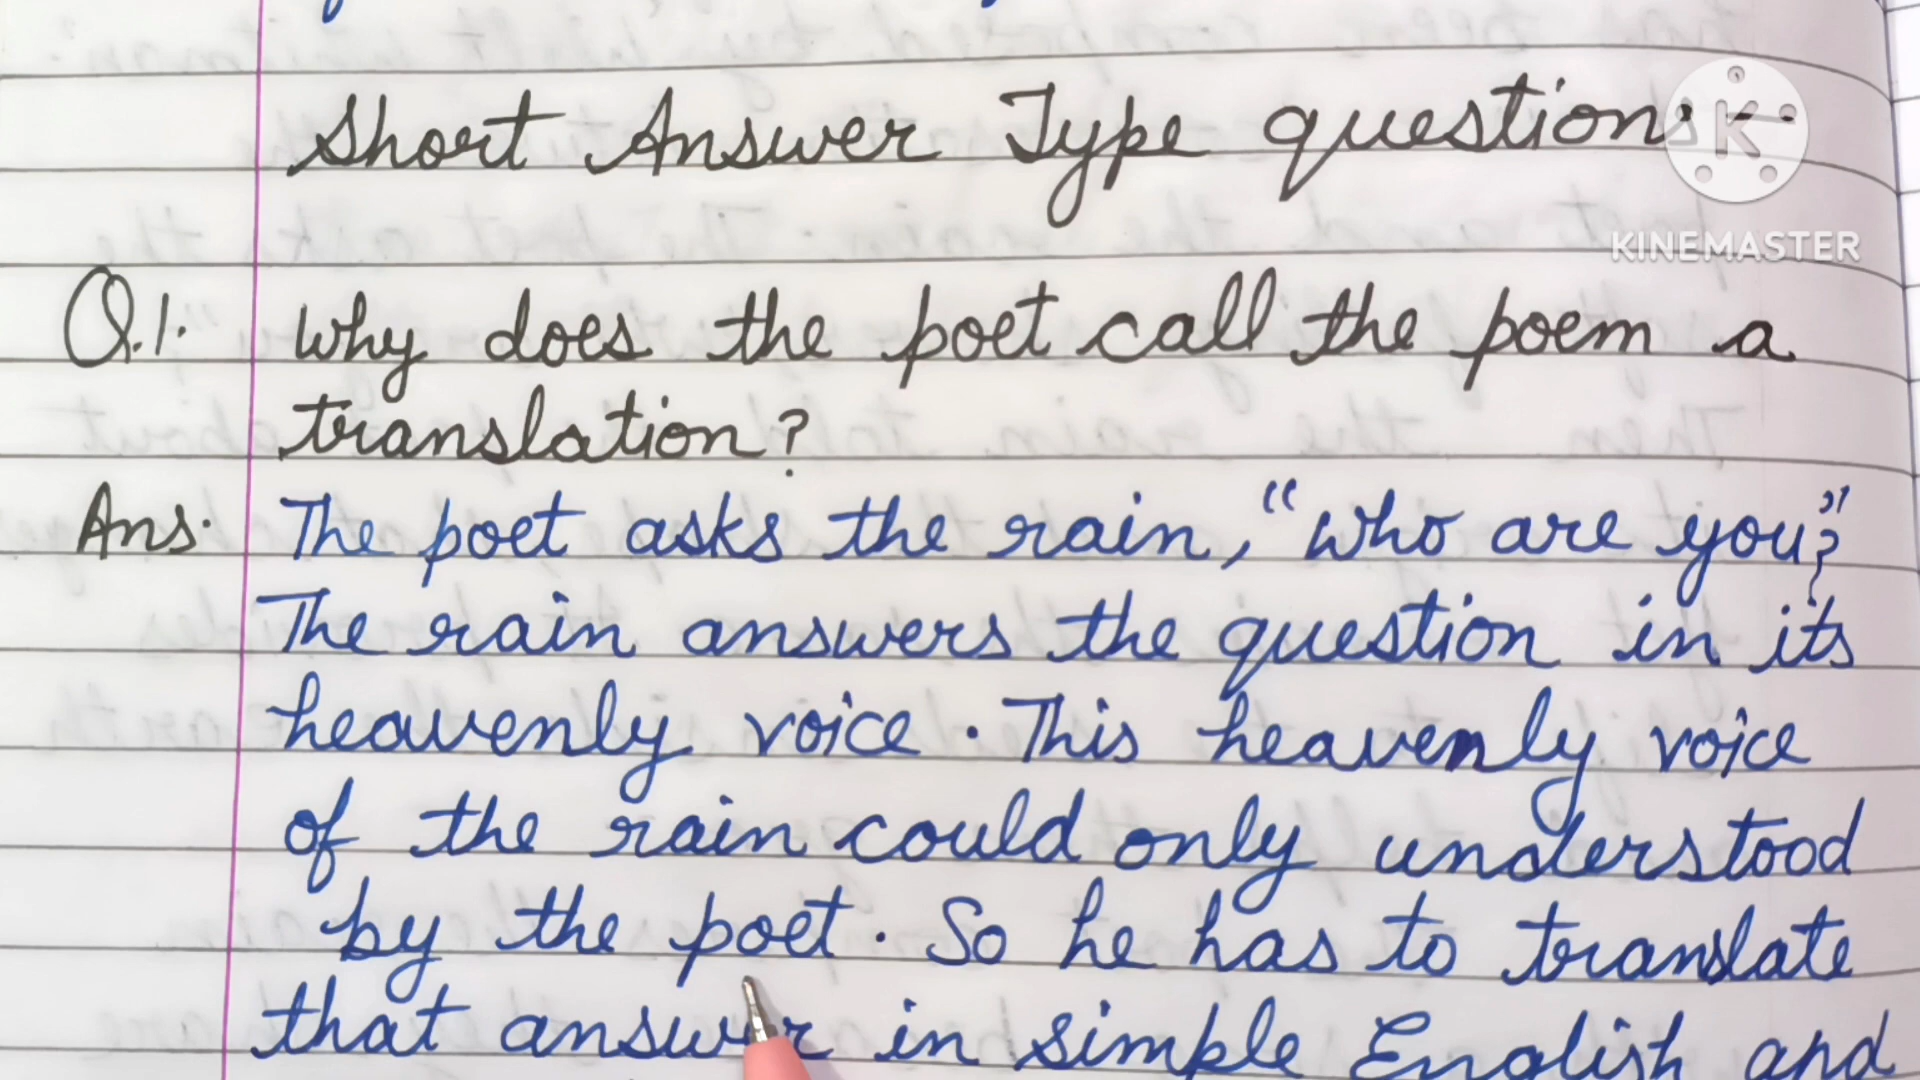 Short Answer Type questions:-
KINEMASTER
Q.1. Why does the poet call the poem a
translation?
Ans. The poet asks the rain, "Who are you?"
The rain answers the question in its
heavenly voice. This heavenly voice
of the rain could only understood
by the poet. So he has to translate
that answer in simple English and